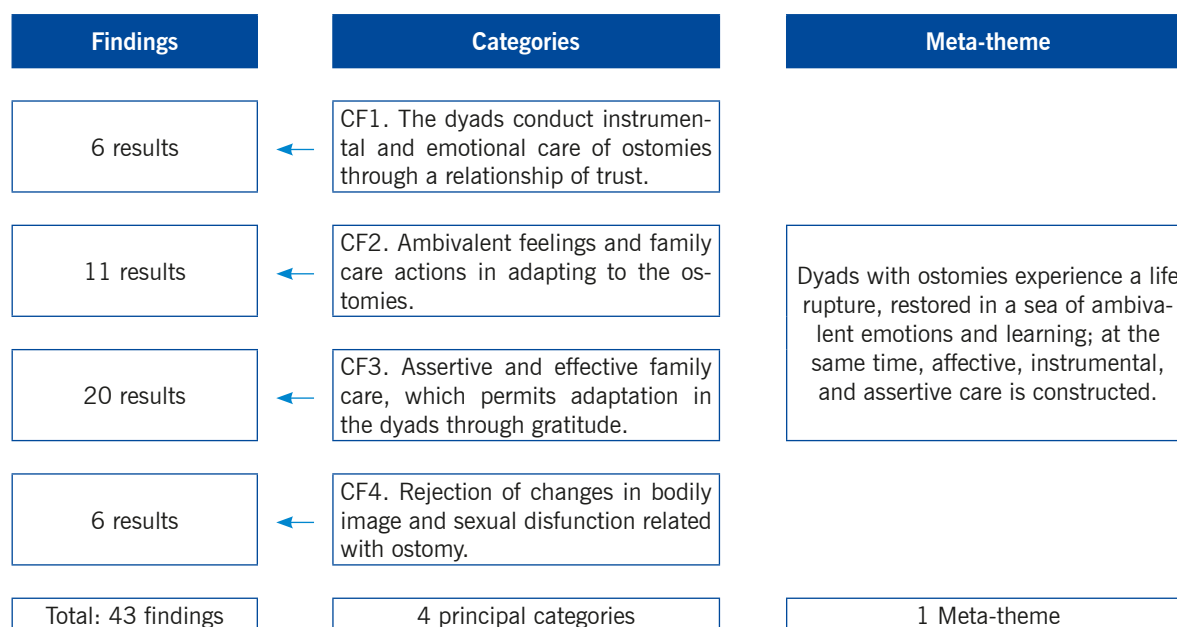 Findings
Categories
Meta-theme
6 results
CF1. The dyads conduct instrumen-
tal and emotional care of ostomies
through a relationship of trust.
11 results
CF2. Ambivalent feelings and family
care actions in adapting to the os-
tomies.
Dyads with ostomies experience a life
rupture, restored in a sea of ambiva-
lent emotions and learning; at the
same time, affective, instrumental,
and assertive care is constructed.
20 results
CF3. Assertive and effective family
care, which permits adaptation in
the dyads through gratitude.
6 results
CF4. Rejection of changes in bodily
image and sexual disfunction related
with ostomy.
Total: 43 findings
4 principal categories
1 Meta-theme